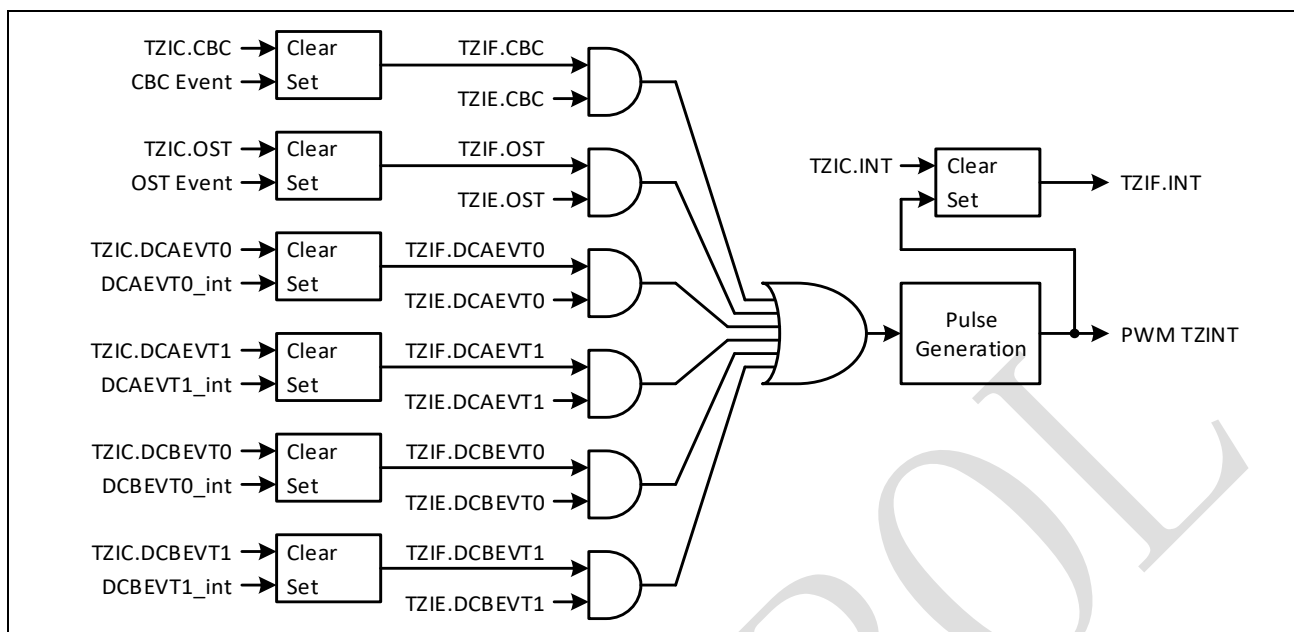 TZIC.CBC
CBC Event
Clear
Set
TZIF.CBC
TZIE.CBC
TZIC.OST
OST Event
Clear
Set
TZIF.OST
TZIE.OST
TZIC.DCAEVT0
DCAEVT0_int
Clear
Set
TZIF.DCAEVT0
TZIE.DCAEVT0
TZIC.DCAEVT1
DCAEVT1_int
Clear
Set
TZIF.DCAEVT1
TZIE.DCAEVT1
TZIC.DCBEVT0
DCBEVT0_int
Clear
Set
TZIF.DCBEVT0
TZIE.DCBEVT0
TZIC.DCBEVT1
DCBEVT1_int
Clear
Set
TZIF.DCBEVT1
TZIE.DCBEVT1
TZIC.INT
Clear
Set
TZIF.INT
Pulse
Generation
PWM TZINT
OL